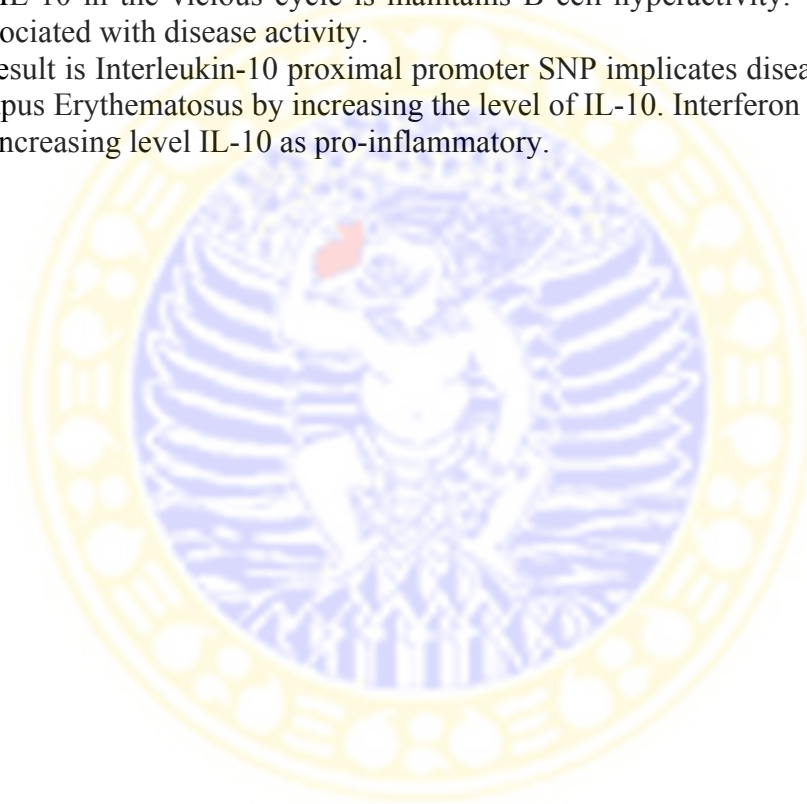 IL-10 in the vicious cycle is maintains B cell hyperactivity.
ociated with disease activity.
esult is Interleukin-10 proximal promoter SNP implicates disea
pus Erythematosus by increasing the level of IL-10. Interferon
ncreasing level IL-10 as pro-inflammatory.